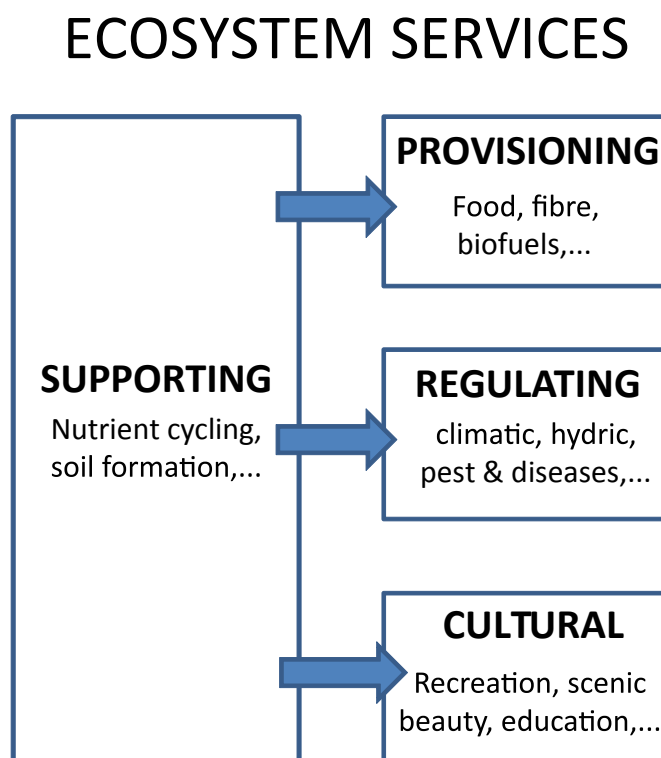 ECOSYSTEM SERVICES
SUPPORTING
Nutrient cycling,
soil formation,...
PROVISIONING
Food, fibre,
biofuels,...
REGULATING
climatic, hydric,
pest & diseases,...
CULTURAL
Recreation, scenic
beauty, education,...